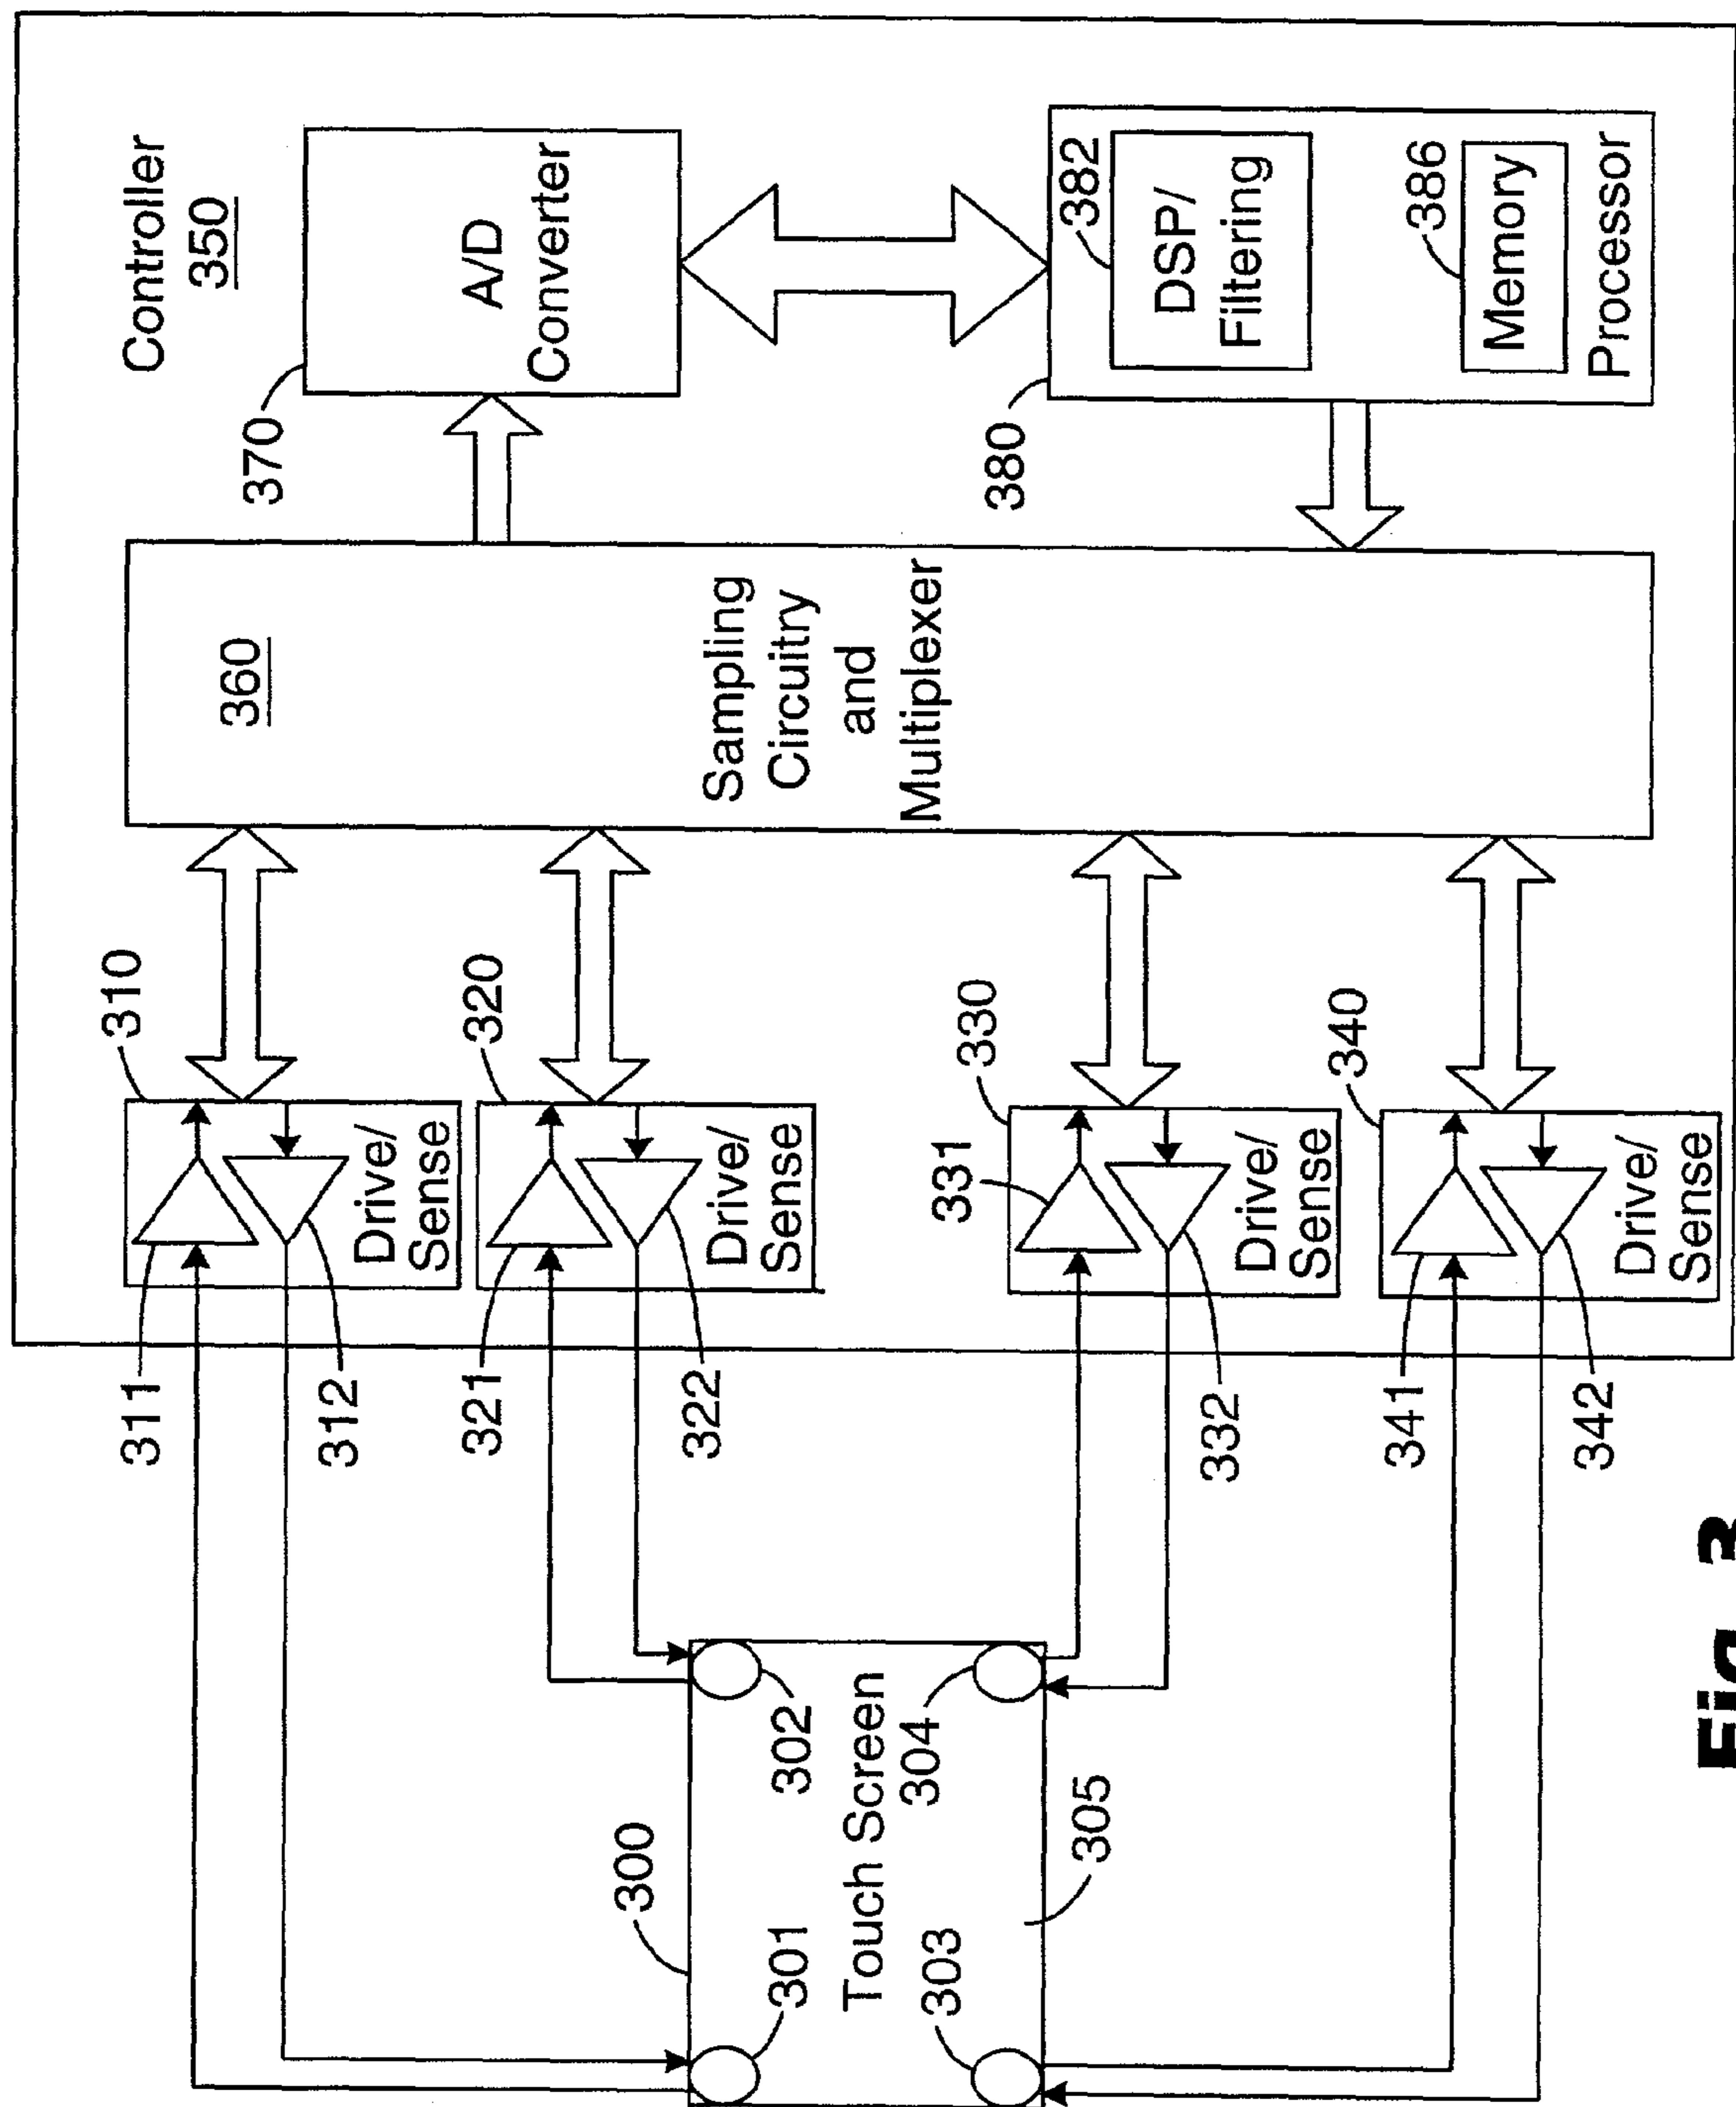 Controller
350
370
A/D
Converter
360
Sampling
Circuitry
and
Multiplexer
380
382
DSP/
Filtering
386
Memory
Processor
310
311
312
Drive/
Sense
320
321
322
Drive/
Sense
330
331
332
Drive/
Sense
340
341
342
Drive/
Sense
300
301
302
Touch Screen
303
304
305
Fig. 3